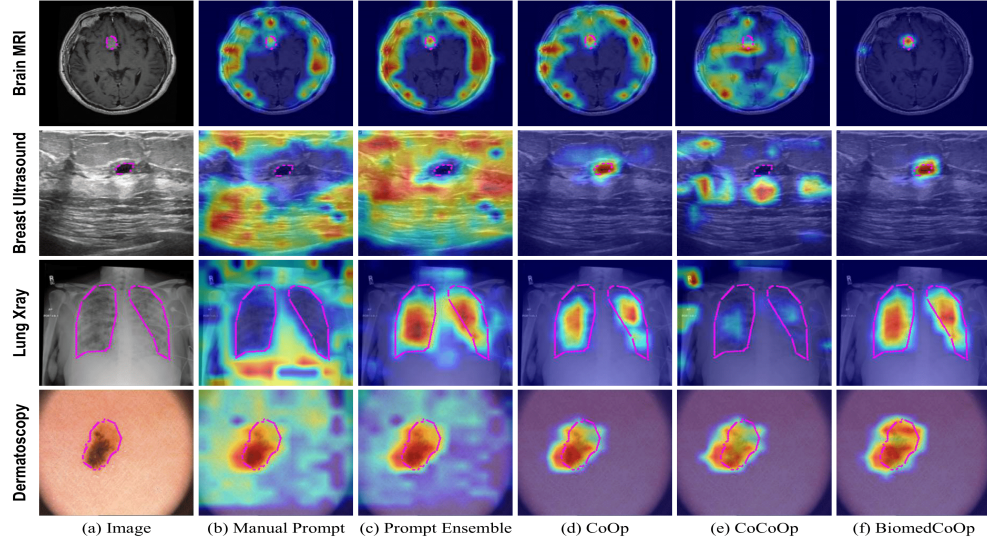 Brain MRI
Breast Ultrasound
Lung Xray
Dermatoscopy
(a) Image
(b) Manual Prompt
(c) Prompt Ensemble
(d) CoOp
(e) CoCoOp
(f) BiomedCoOp